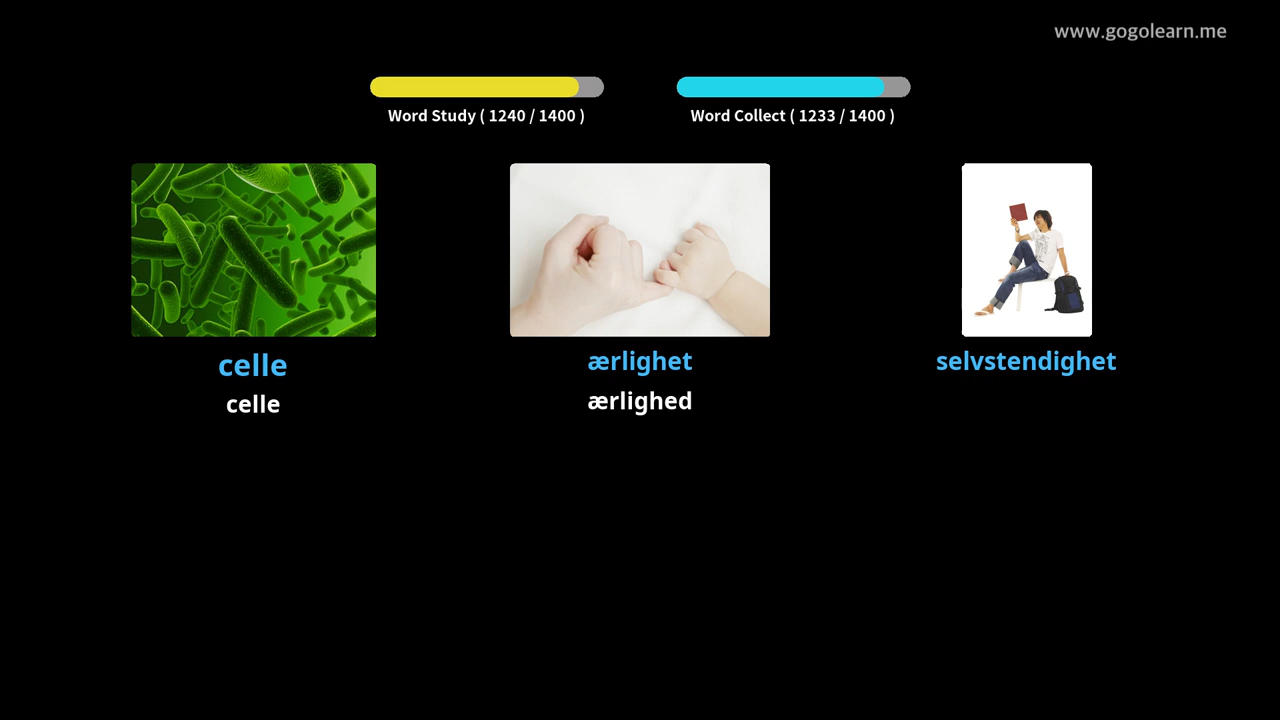 www.gogolearn.me
Word Study ( 1240 / 1400 )
Word Collect ( 1233 / 1400 )
celle
ærlighet
selvstendighet
celle
ærlighed